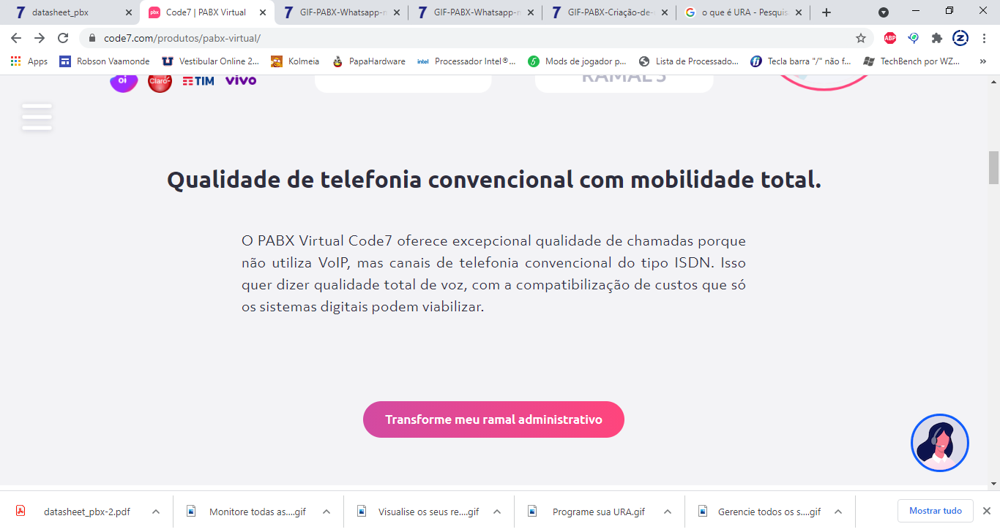 datasheet_pbx
pbx Code7 | PABX Virtual
GIF-PABX-Whatsapp-n
GIF-PABX-Whatsapp-n
GIF-PABX-Criação-de-
o que é URA - Pesquis
code7.com/produtos/pabx-virtual/
ABP
Apps
Robson Vaamonde
Vestibular Online 2...
Kolmeia
PapaHardware
intel Processador Intel®...
Mods de jogador p...
Lista de Processado...
Tecla barra "/" não f...
TechBench por WZ...
»
oi Claro TIM vivo
RAMAIS
Qualidade de telefonia convencional com mobilidade total.
O PABX Virtual Code7 oferece excepcional qualidade de chamadas porque
não utiliza VoIP, mas canais de telefonia convencional do tipo ISDN. Isso
quer dizer qualidade total de voz, com a compatibilização de custos que só
os sistemas digitais podem viabilizar.
Transforme meu ramal administrativo
datasheet_pbx-2.pdf
Monitore todas as....gif
Visualise os seus re....gif
Programe sua URA.gif
Gerencie todos os s....gif
Mostrar tudo